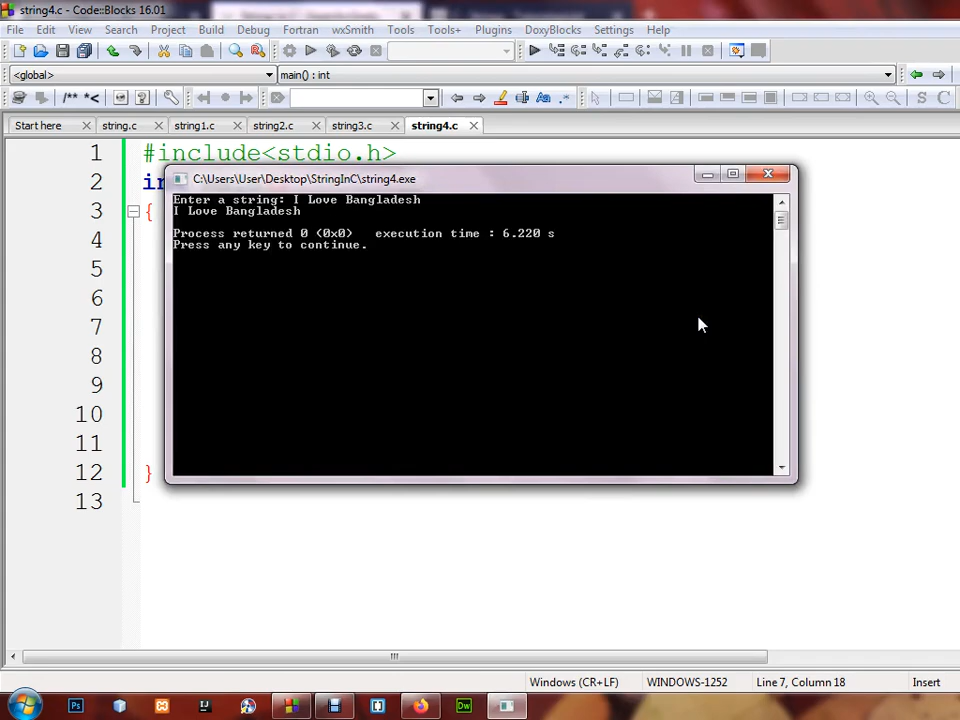 string4.c - Code::Blocks 16.01
File Edit View Search Project Build Debug Fortran wxSmith Tools Tools+ Plugins DoxyBlocks Settings Help
<global> main() : int
/** *<
Start here string.c string1.c string2.c string3.c string4.c
1 #include<stdio.h>
2 in
3 {
4
5
6
7
8
9
10
11
12 }
13
C:\Users\User\Desktop\StringInC\string4.exe
Enter a string: I Love Bangladesh
I Love Bangladesh
Process returned 0 (0x0)   execution time : 6.220 s
Press any key to continue.
Windows (CR+LF) WINDOWS-1252 Line 7, Column 18 Insert
Ps IJ Dw